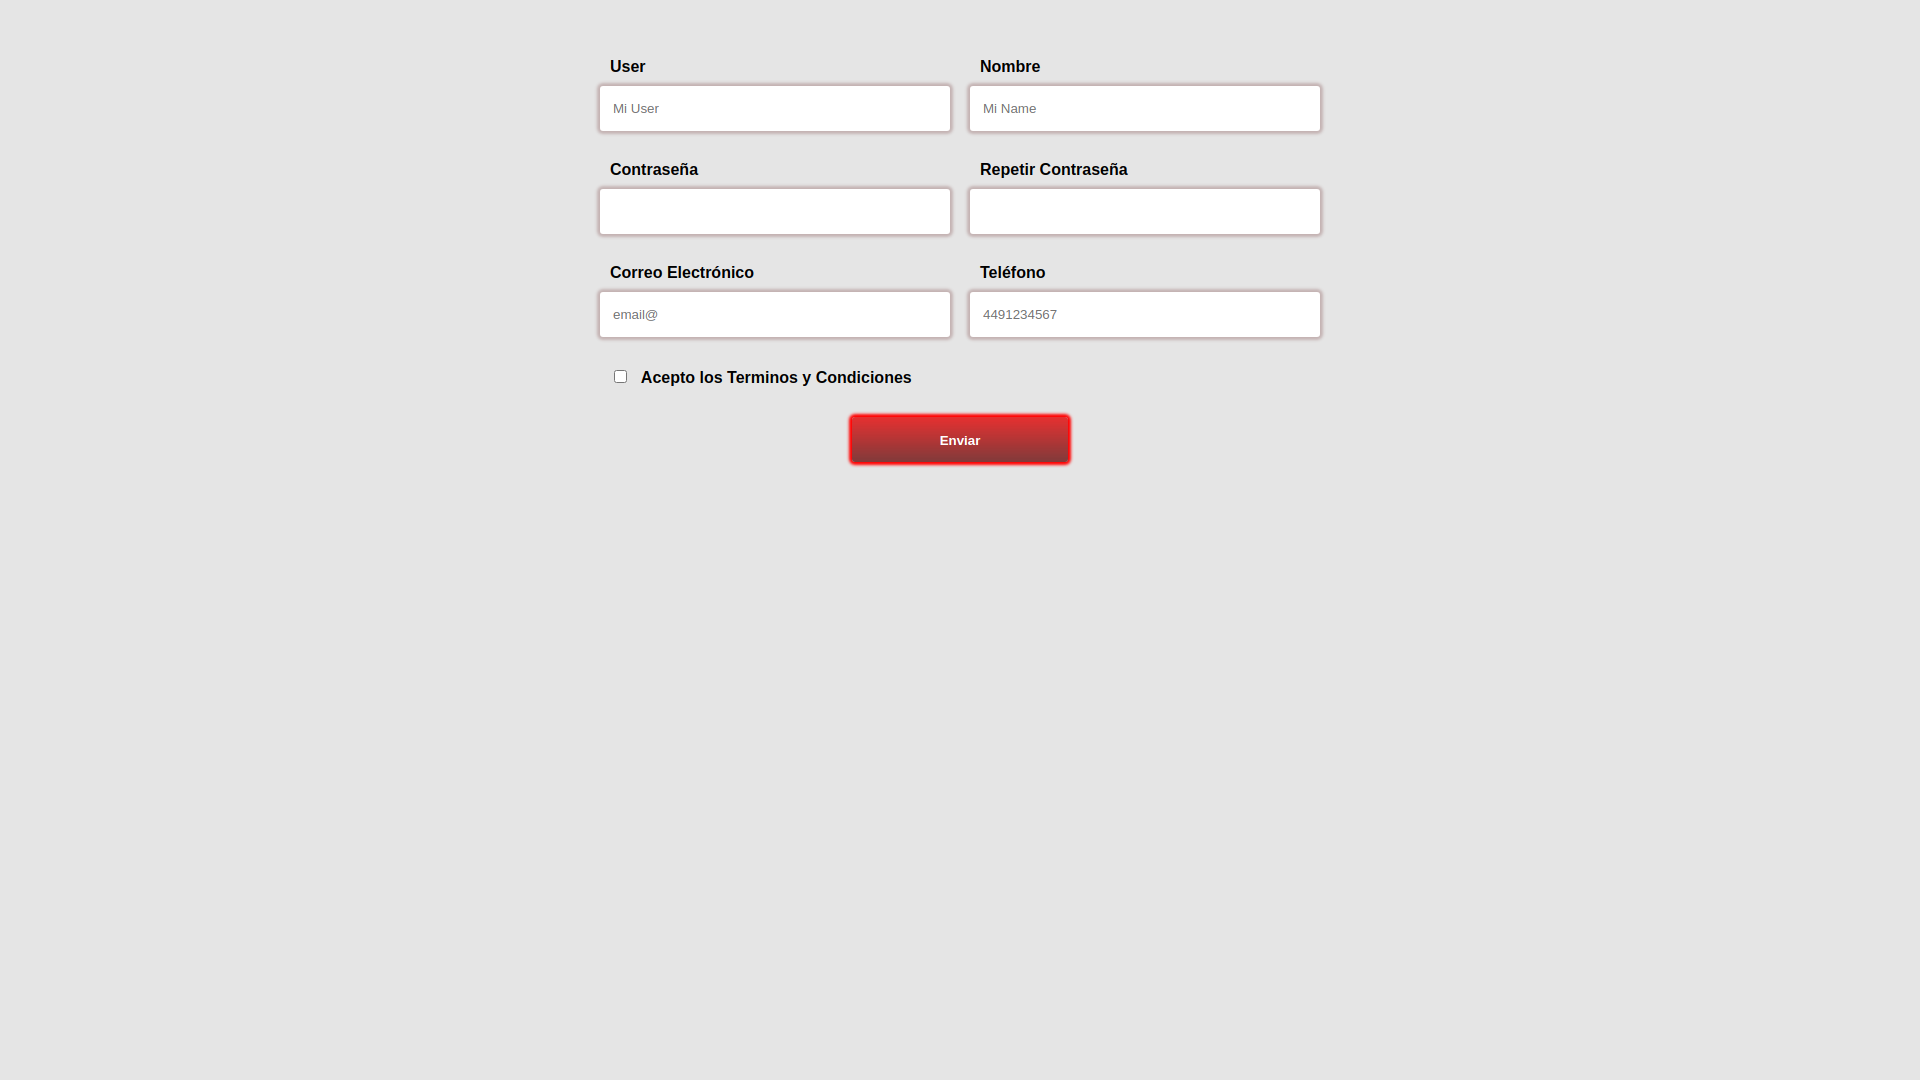 User
Nombre
Mi User
Mi Name
Contraseña
Repetir Contraseña
Correo Electrónico
Teléfono
email@
4491234567
Acepto los Terminos y Condiciones
Enviar